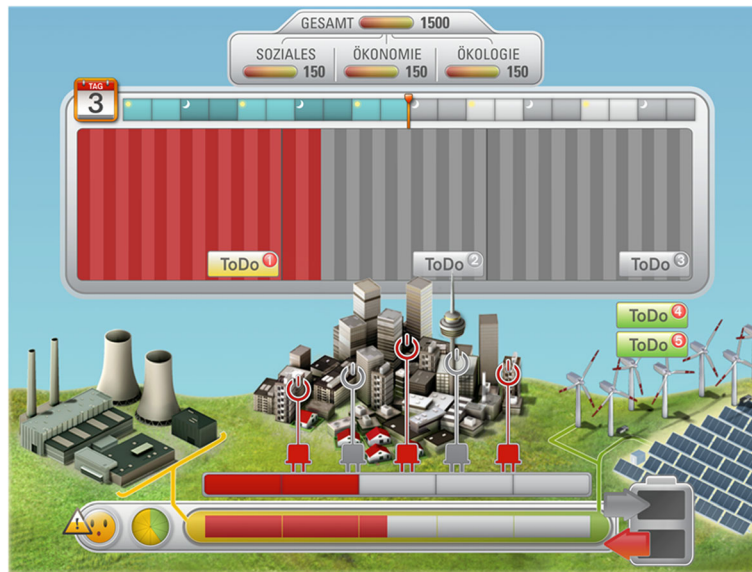 GESAMT 1500
SOZIALES ÖKONOMIE ÖKOLOGIE
150 150 150
TAG
3
ToDo 1 ToDo 2 ToDo 3
ToDo 4
ToDo 5